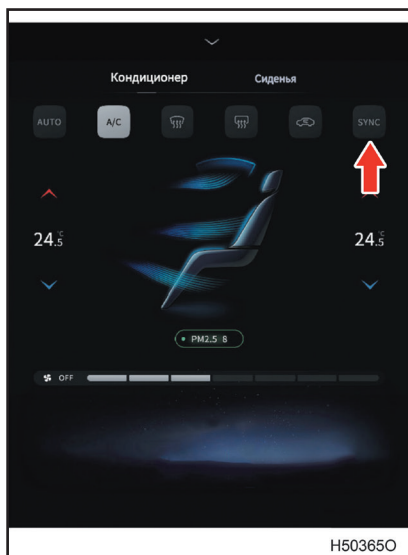 Кондиционер Сиденья
AUTO A/C SYNC
24.5 °C 24.5 °C
PM2.5 8
OFF
H50365O